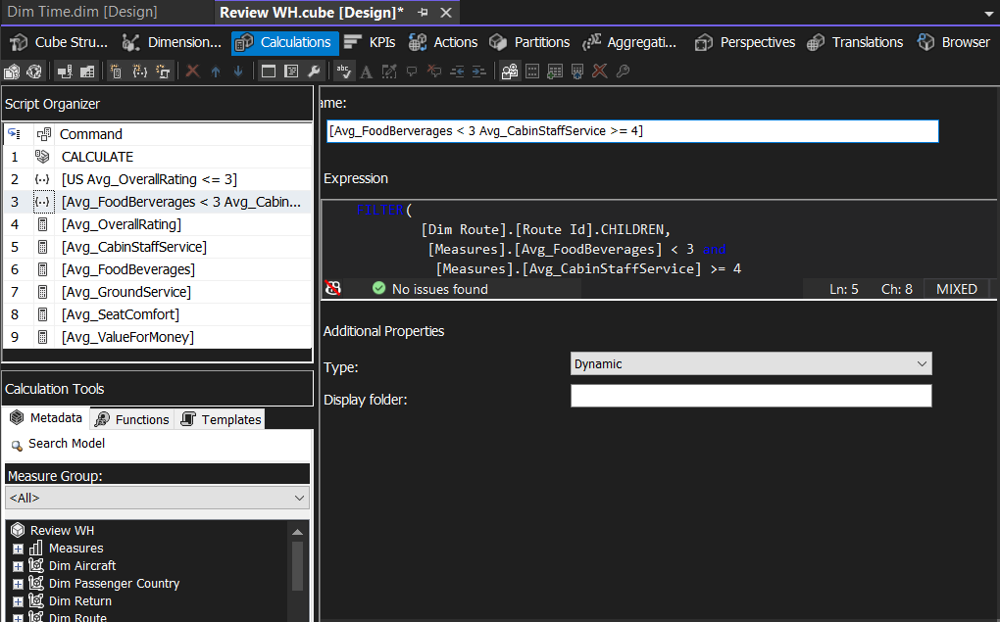 Dim Time.dim [Design]
Review WH.cube [Design]*
Cube Stru...
Dimension...
Calculations
KPIs
Actions
Partitions
Aggregati...
Perspectives
Translations
Browser
Script Organizer
Command
1 CALCULATE
2 [US Avg_OverallRating <= 3]
3 [Avg_FoodBerverages < 3 Avg_Cabin...
4 [Avg_OverallRating]
5 [Avg_CabinStaffService]
6 [Avg_FoodBeverages]
7 [Avg_GroundService]
8 [Avg_SeatComfort]
9 [Avg_ValueForMoney]
Calculation Tools
Metadata
Functions
Templates
Search Model
Measure Group:
<All>
Review WH
Measures
Dim Aircraft
Dim Passenger Country
Dim Return
Dim Route
ame:
[Avg_FoodBerverages < 3 Avg_CabinStaffService >= 4]
Expression
FILTER(
[Dim Route].[Route Id].CHILDREN,
[Measures].[Avg_FoodBeverages] < 3 and
[Measures].[Avg_CabinStaffService] >= 4
No issues found
Ln: 5 Ch: 8 MIXED
Additional Properties
Type: Dynamic
Display folder: